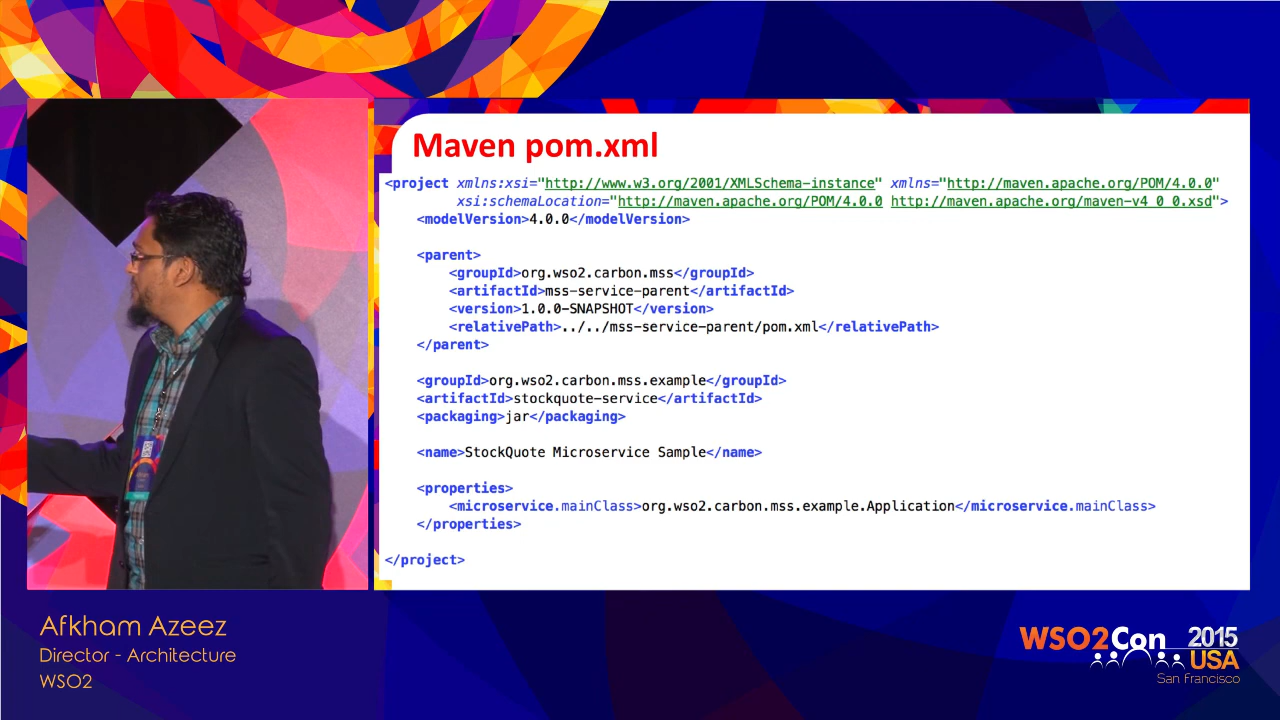 Maven pom.xml
<project xmlns:xsi="http://www.w3.org/2001/XMLSchema-instance" xmlns="http://maven.apache.org/POM/4.0.0"
xsi:schemaLocation="http://maven.apache.org/POM/4.0.0 http://maven.apache.org/maven-v4_0_0.xsd">
<modelVersion>4.0.0</modelVersion>
<parent>
<groupId>org.wso2.carbon.mss</groupId>
<artifactId>mss-service-parent</artifactId>
<version>1.0.0-SNAPSHOT</version>
<relativePath>../../mss-service-parent/pom.xml</relativePath>
</parent>
<groupId>org.wso2.carbon.mss.example</groupId>
<artifactId>stockquote-service</artifactId>
<packaging>jar</packaging>
<name>StockQuote Microservice Sample</name>
<properties>
<microservice.mainClass>org.wso2.carbon.mss.example.Application</microservice.mainClass>
</properties>
</project>
Afkham Azeez
Director - Architecture
WSO2
WSO2Con 2015
USA
San Francisco